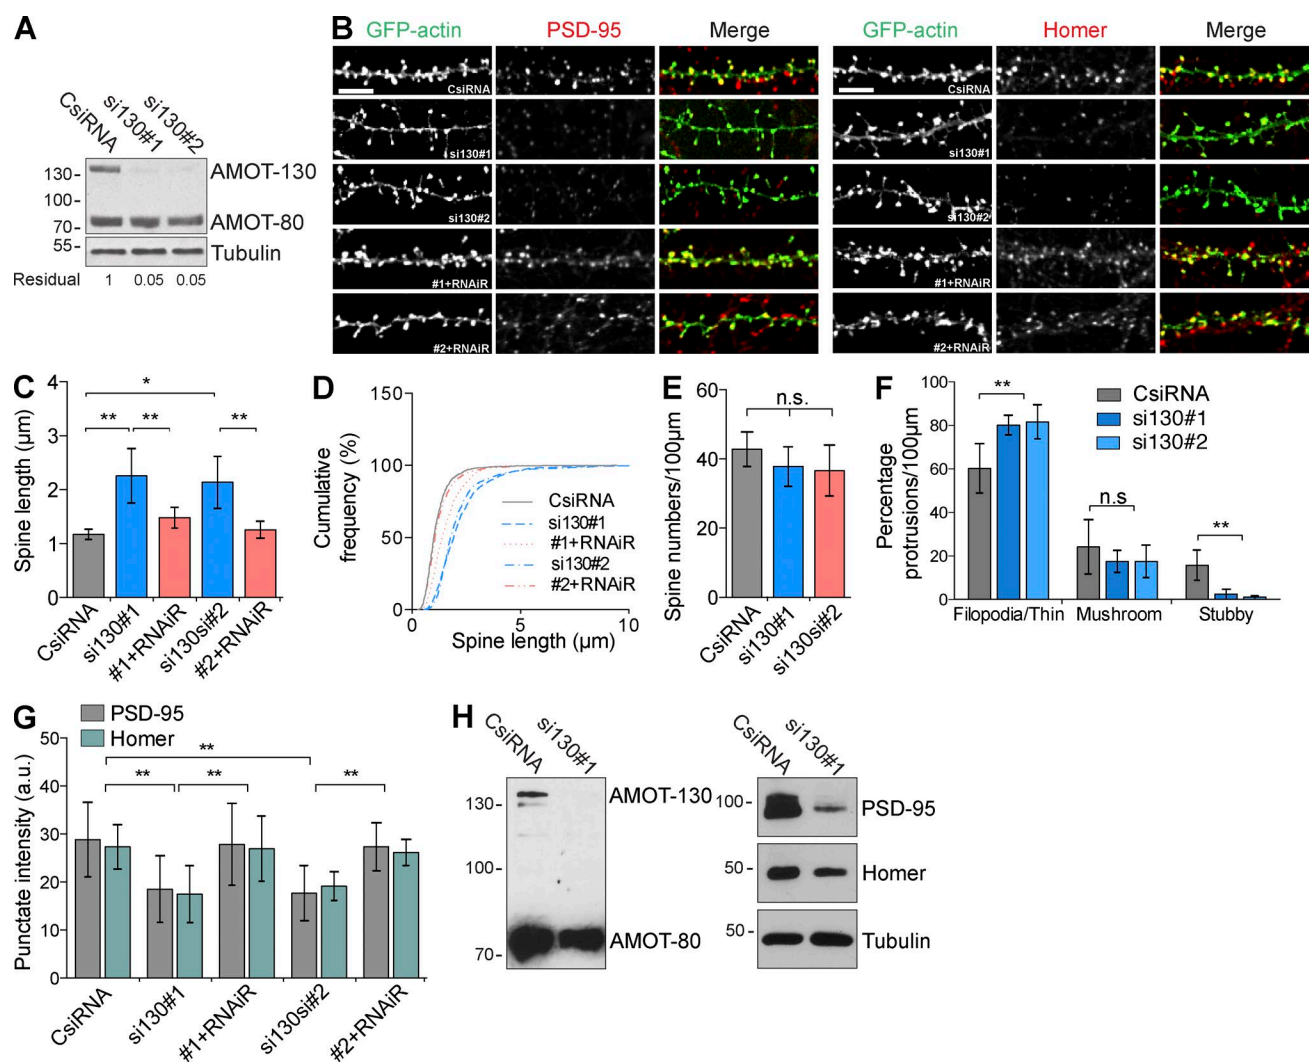 A
CsiRNA
si130#1
si130#2
130-
100-
70-
55-
AMOT-130
AMOT-80
Tubulin
Residual 1 0.05 0.05
B
GFP-actin PSD-95 Merge GFP-actin Homer Merge
CsiRNA CsiRNA
si130#1 si130#1
si130#2 si130#2
#1+RNAiR #1+RNAiR
#2+RNAiR #2+RNAiR
C
Spine length (µm)
4
3
2
1
0
*
** ** **
CsiRNA
si130#1
#1+RNAiR
si130si#2
#2+RNAiR
D
Cumulative
frequency (%)
150
100
50
0
CsiRNA
si130#1
#1+RNAiR
si130#2
#2+RNAiR
0 5 10
Spine length (µm)
E
Spine numbers/100µm
60
40
20
0
n.s.
CsiRNA
si130#1
si130si#2
F
Percentage
protrusions/100µm
100
80
60
40
20
0
**
n.s
**
CsiRNA
si130#1
si130#2
Filopodia/Thin Mushroom Stubby
G
PSD-95
Homer
Punctate intensity (a.u.)
50
40
30
20
10
0
**
** ** **
CsiRNA
si130#1
#1+RNAiR
si130si#2
#2+RNAiR
H
CsiRNA
si130#1
130-
100-
70-
AMOT-130
AMOT-80
CsiRNA
si130#1
100-
PSD-95
50-
Homer
50-
Tubulin